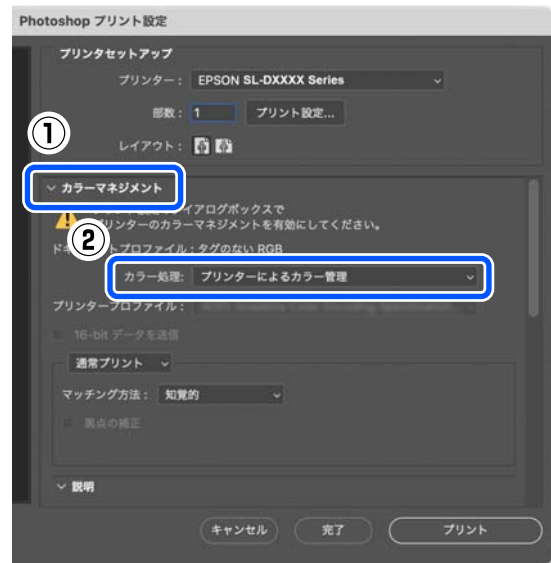 Photoshop プリント設定
プリンタセットアップ
プリンター： EPSON SL-DXXXX Series
部数： 1 プリント設定...
レイアウト：
①
カラーマネジメント
イアログボックスで
プリンターのカラーマネジメントを有効にしてください。
②
トプロファイル：タグのない RGB
カラー処理: プリンターによるカラー管理
プリンタープロファイル：
16-bit データを送信
通常プリント
マッチング方法： 知覚的
黒点の補正
説明
キャンセル 完了 プリント